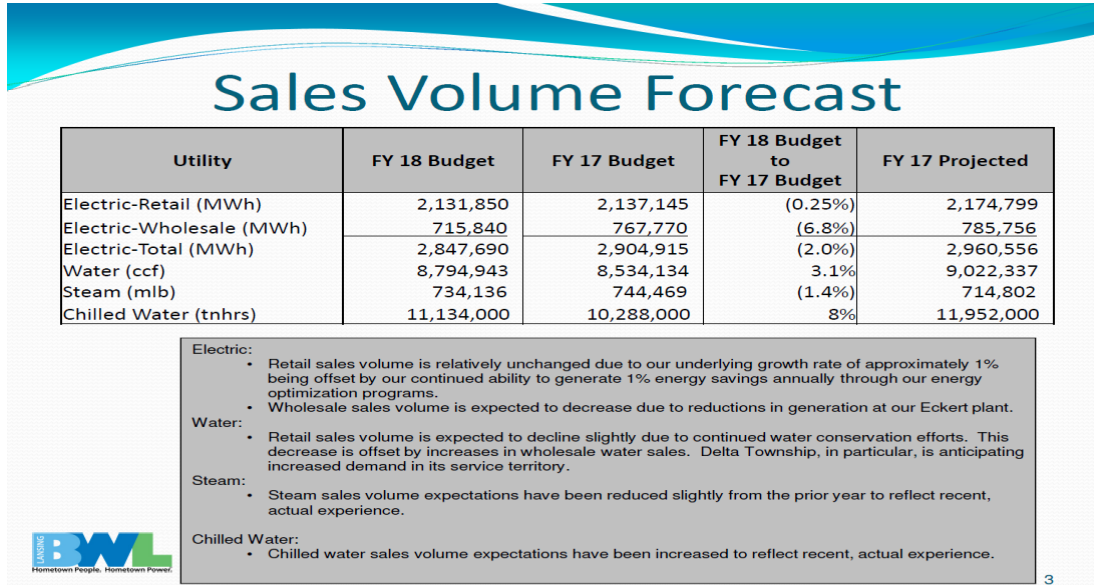 Sales Volume Forecast
Utility FY 18 Budget FY 17 Budget FY 18 Budget to FY 17 Budget FY 17 Projected
Electric-Retail (MWh) 2,131,850 2,137,145 (0.25%) 2,174,799
Electric-Wholesale (MWh) 715,840 767,770 (6.8%) 785,756
Electric-Total (MWh) 2,847,690 2,904,915 (2.0%) 2,960,556
Water (ccf) 8,794,943 8,534,134 3.1% 9,022,337
Steam (mlb) 734,136 744,469 (1.4%) 714,802
Chilled Water (tnhrs) 11,134,000 10,288,000 8% 11,952,000
Electric:
• Retail sales volume is relatively unchanged due to our underlying growth rate of approximately 1%
being offset by our continued ability to generate 1% energy savings annually through our energy
optimization programs.
• Wholesale sales volume is expected to decrease due to reductions in generation at our Eckert plant.
Water:
• Retail sales volume is expected to decline slightly due to continued water conservation efforts. This
decrease is offset by increases in wholesale water sales. Delta Township, in particular, is anticipating
increased demand in its service territory.
Steam:
• Steam sales volume expectations have been reduced slightly from the prior year to reflect recent,
actual experience.
Chilled Water:
• Chilled water sales volume expectations have been increased to reflect recent, actual experience.
LANSING
BWL
Hometown People. Hometown Power.
3